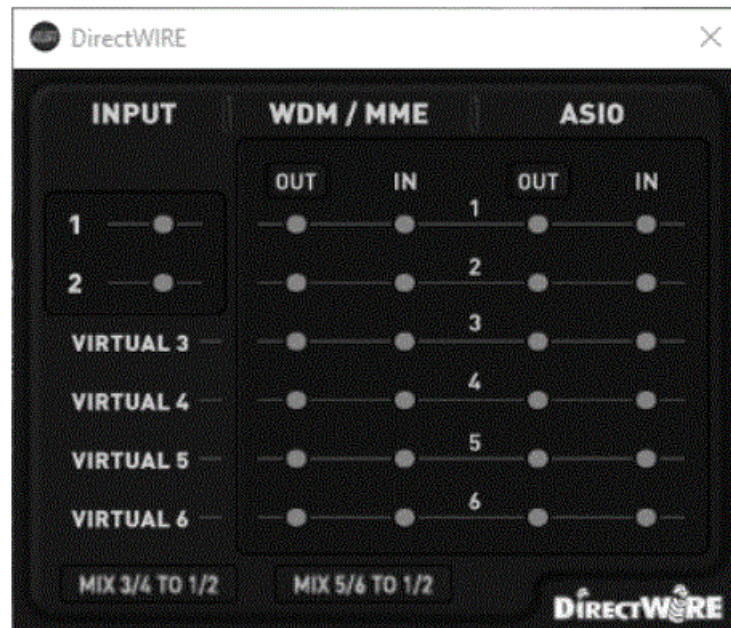 DirectWIRE
INPUT WDM / MME ASIO
OUT IN OUT IN
1 1
2 2
VIRTUAL 3 3
VIRTUAL 4 4
VIRTUAL 5 5
VIRTUAL 6 6
MIX 3/4 TO 1/2 MIX 5/6 TO 1/2
DIRECTWIRE